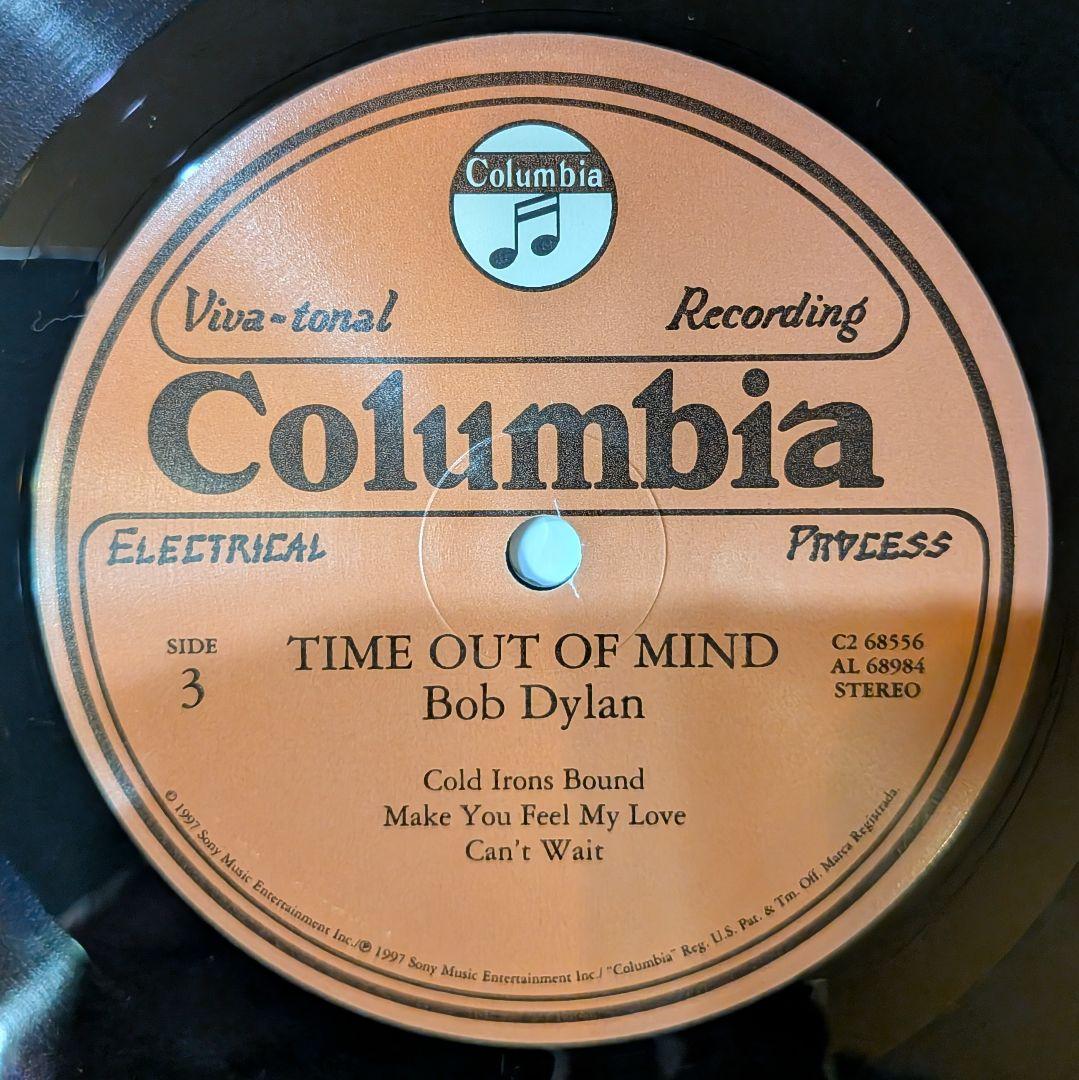 Columbia
Viva-tonal Recording
Columbia
ELECTRICAL PROCESS
SIDE
3
TIME OUT OF MIND
Bob Dylan
C2 68556
AL 68984
STEREO
Cold Irons Bound
Make You Feel My Love
Can't Wait
© 1997 Sony Music Entertainment Inc./℗ 1997 Sony Music Entertainment Inc./ "Columbia" Reg. U.S. Pat. & Tm. Off. Marca Registrada.